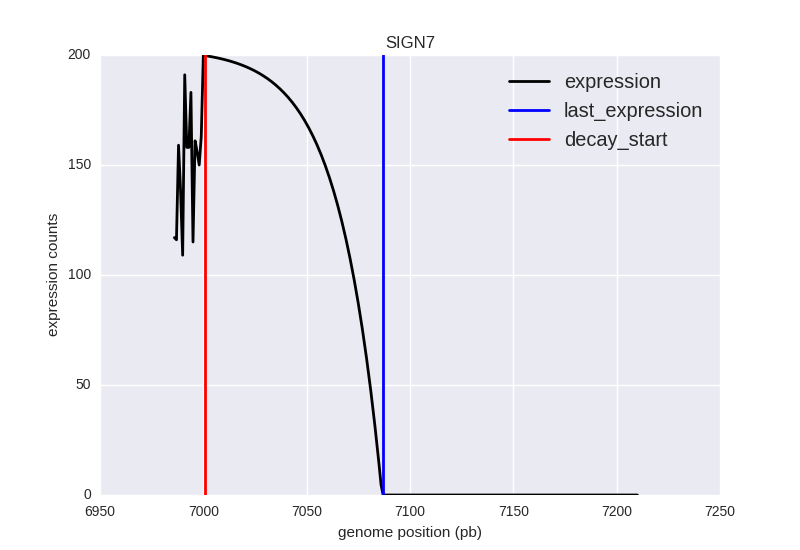 SIGN7
200
150
100
50
0
expression counts
expression
last_expression
decay_start
6950 7000 7050 7100 7150 7200 7250
genome position (pb)